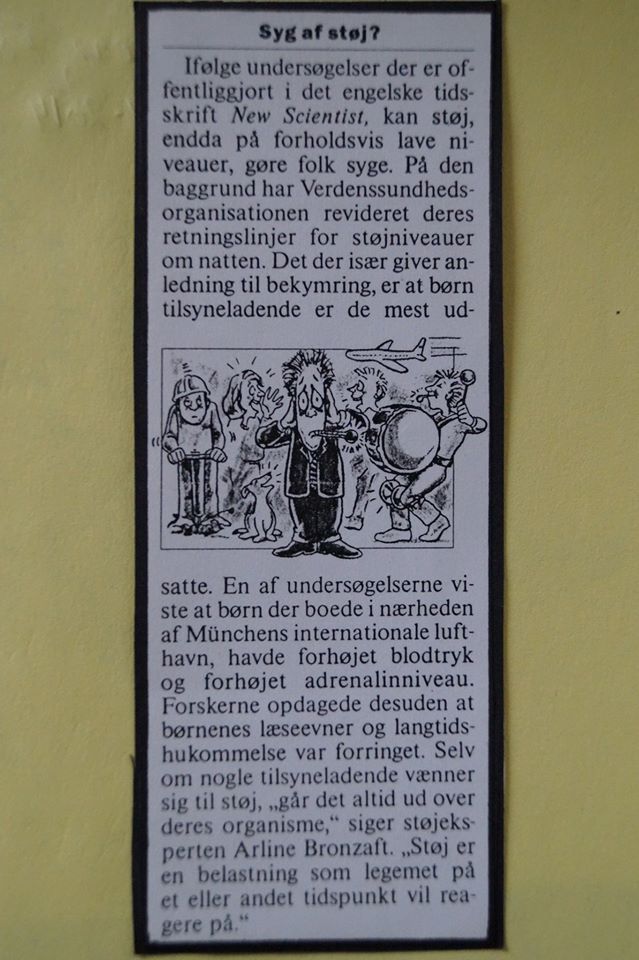 Syg af støj?
Ifølge undersøgelser der er of-
fentliggjort i det engelske tids-
skrift New Scientist, kan støj,
endda på forholdsvis lave ni-
veauer, gøre folk syge. På den
baggrund har Verdenssundheds-
organisationen revideret deres
retningslinjer for støjniveauer
om natten. Det der især giver an-
ledning til bekymring, er at børn
tilsyneladende er de mest ud-
satte. En af undersøgelserne vi-
ste at børn der boede i nærheden
af Münchens internationale luft-
havn, havde forhøjet blodtryk
og forhøjet adrenalinniveau.
Forskerne opdagede desuden at
børnenes læseevner og langtids-
hukommelse var forringet. Selv
om nogle tilsyneladende vænner
sig til støj, „går det altid ud over
deres organisme,“ siger støjeks-
perten Arline Bronzaft. „Støj er
en belastning som legemet på
et eller andet tidspunkt vil rea-
gere på.“